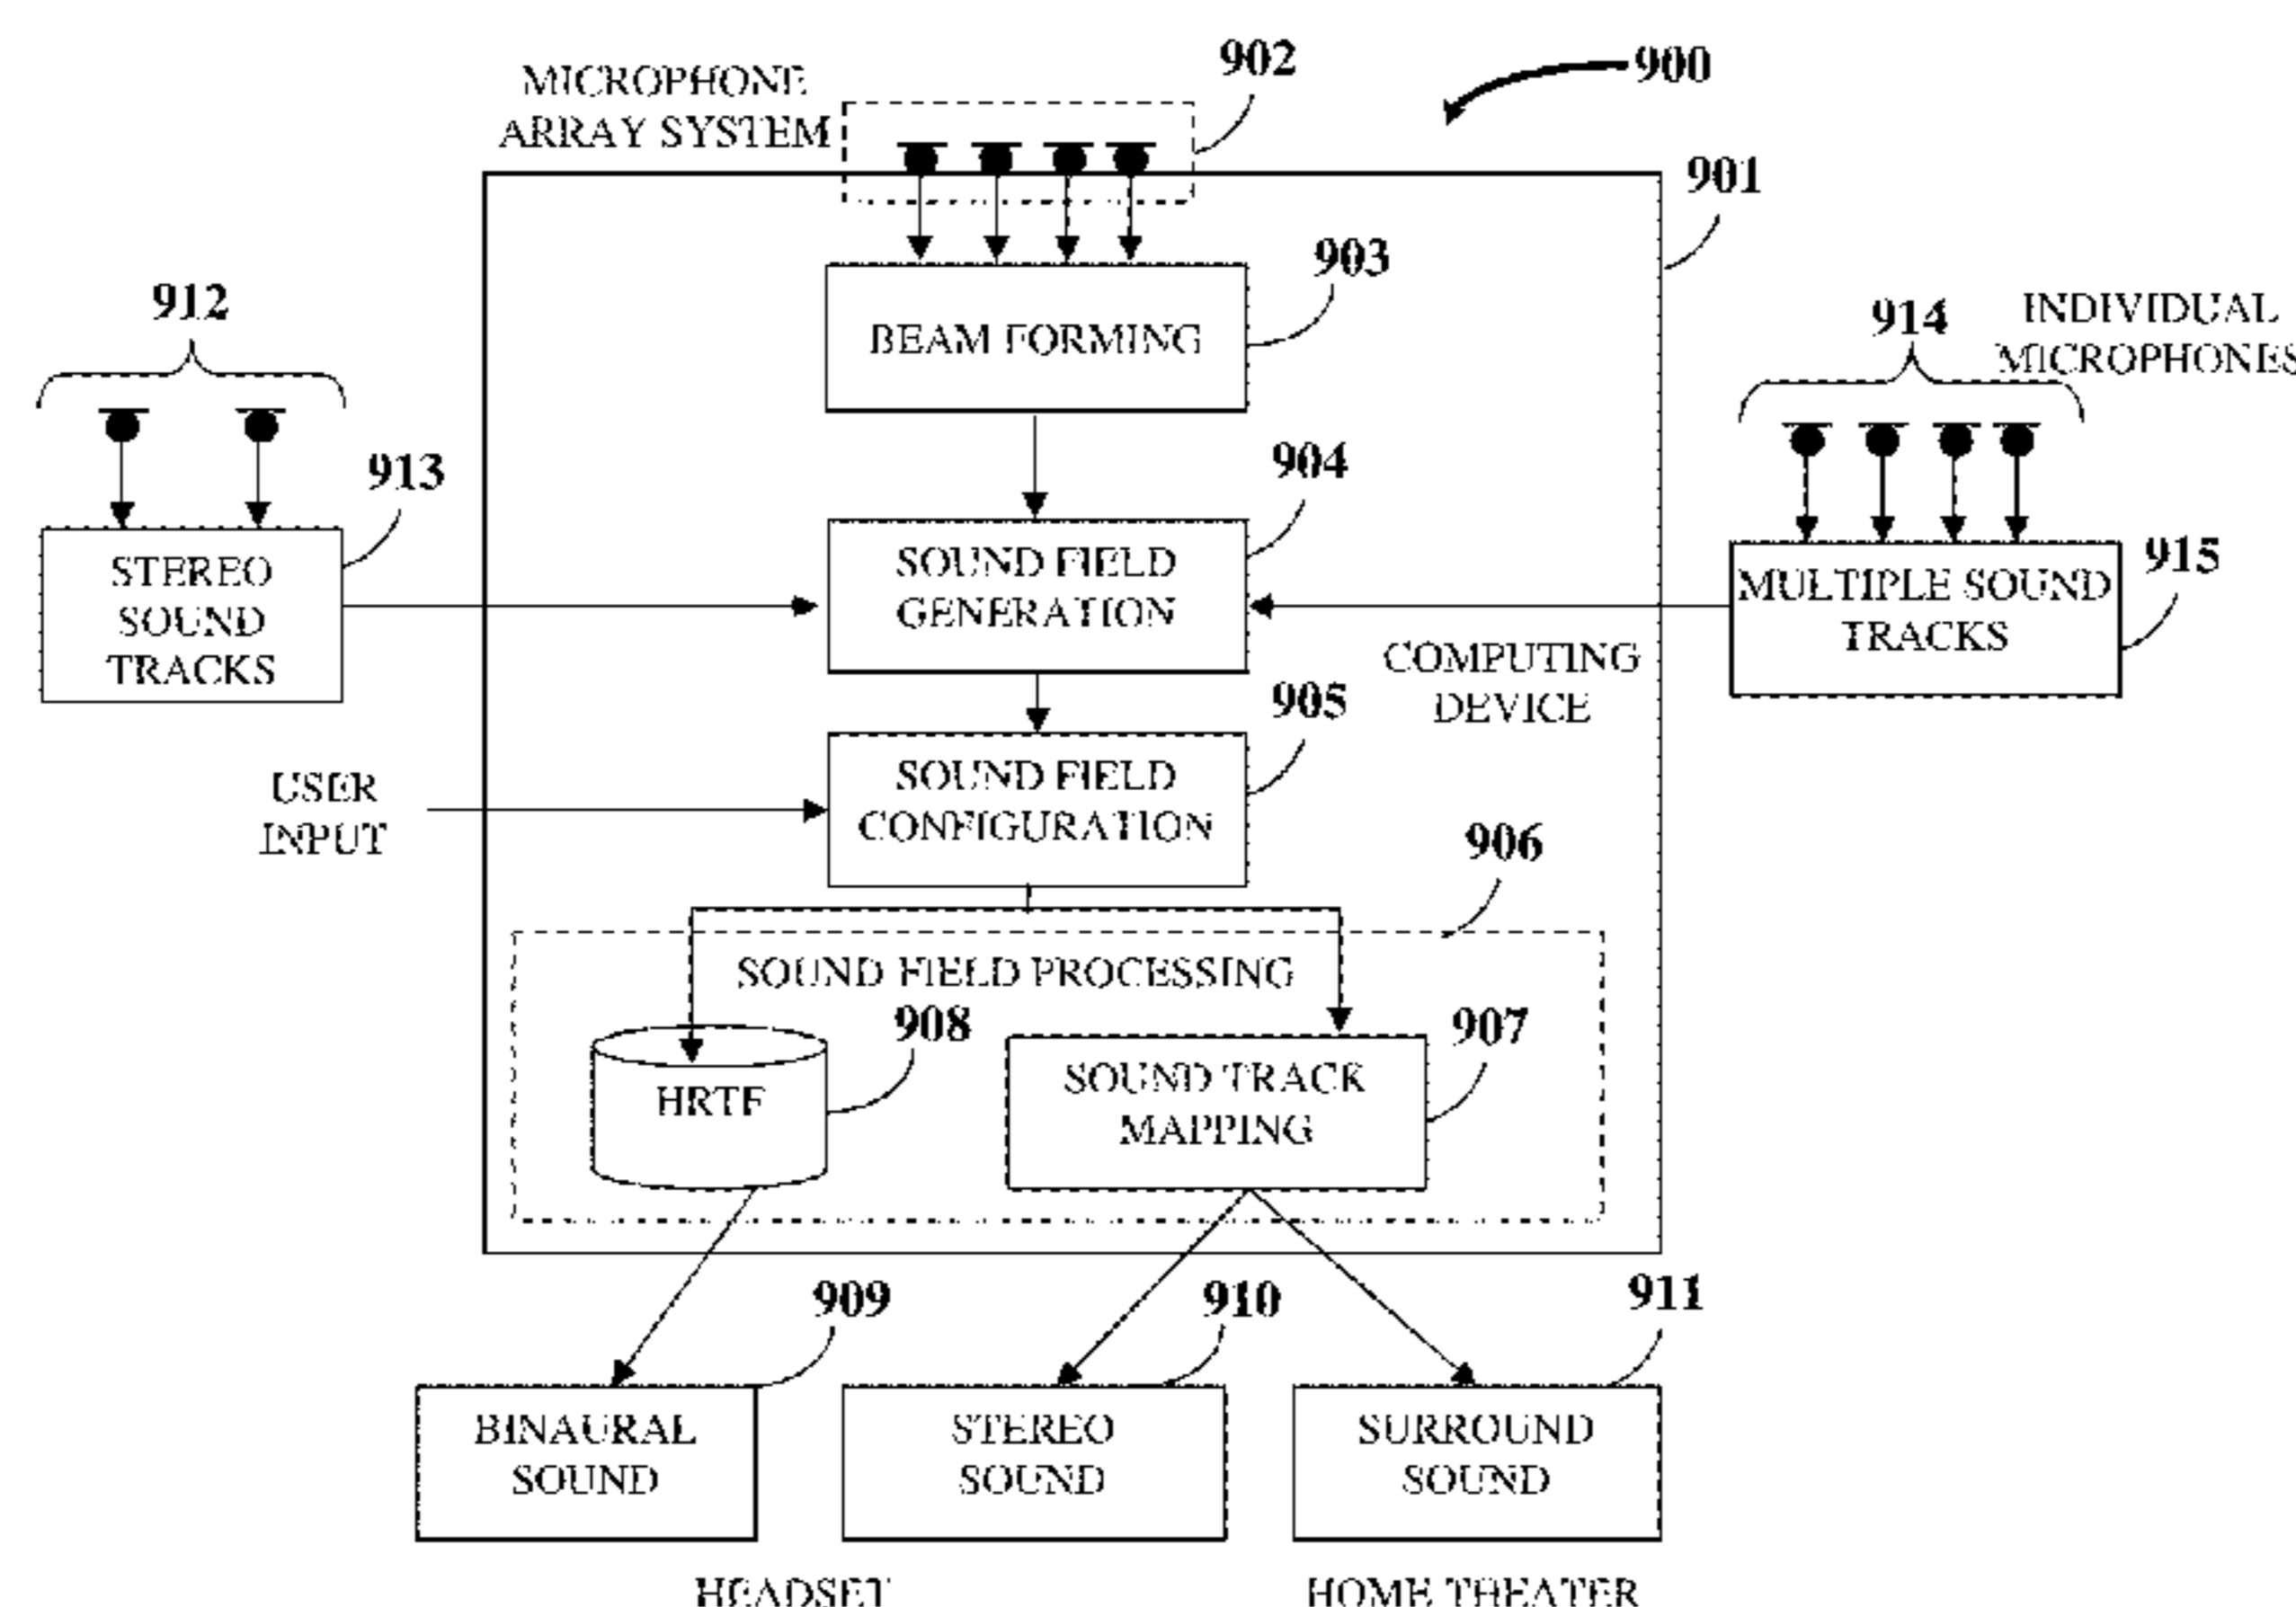 902
900
MICROPHONE
ARRAY SYSTEM
901
903
BEAM FORMING
912
914
INDIVIDUAL
MICROPHONES
913
904
STEREO
SOUND
TRACKS
SOUND FIELD
GENERATION
915
MULTIPLE SOUND
TRACKS
COMPUTING
DEVICE
905
USER
INPUT
SOUND FIELD
CONFIGURATION
906
SOUND FIELD PROCESSING
908
907
HRTF
SOUND TRACK
MAPPING
909
910
911
BINAURAL
SOUND
STEREO
SOUND
SURROUND
SOUND
HEADSET
HOME THEATER